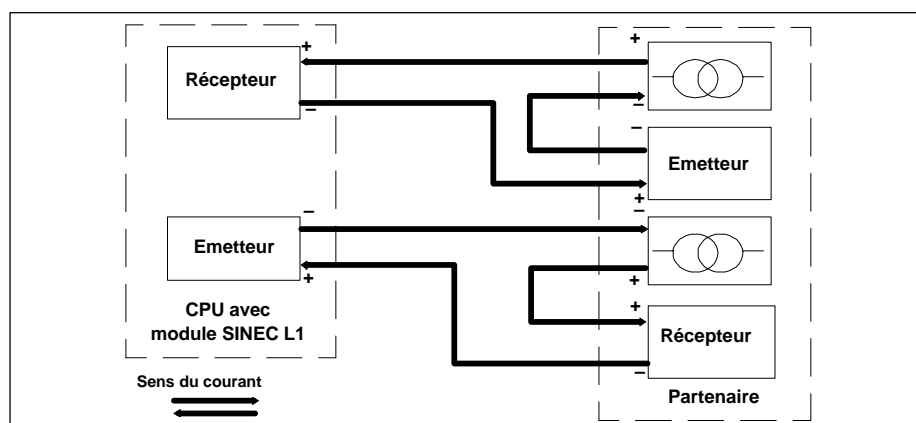 +
+
Récepteur
–
–
–
Emetteur
+
–
–
Emetteur
+
+
+
CPU avec
module SINEC L1
Récepteur
–
Sens du courant
Partenaire